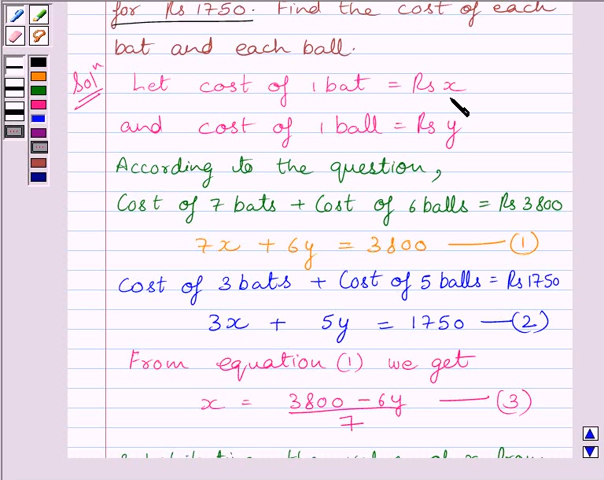 for Rs 1750. Find the cost of each
bat and each ball.
Solⁿ Let cost of 1 bat = Rs x
and cost of 1 ball = Rs y
According to the question,
Cost of 7 bats + Cost of 6 balls = Rs 3800
7x + 6y = 3800 —— (1)
Cost of 3 bats + Cost of 5 balls = Rs 1750
3x + 5y = 1750 — (2)
From equation (1) we get
x = (3800 - 6y)/7 —— (3)